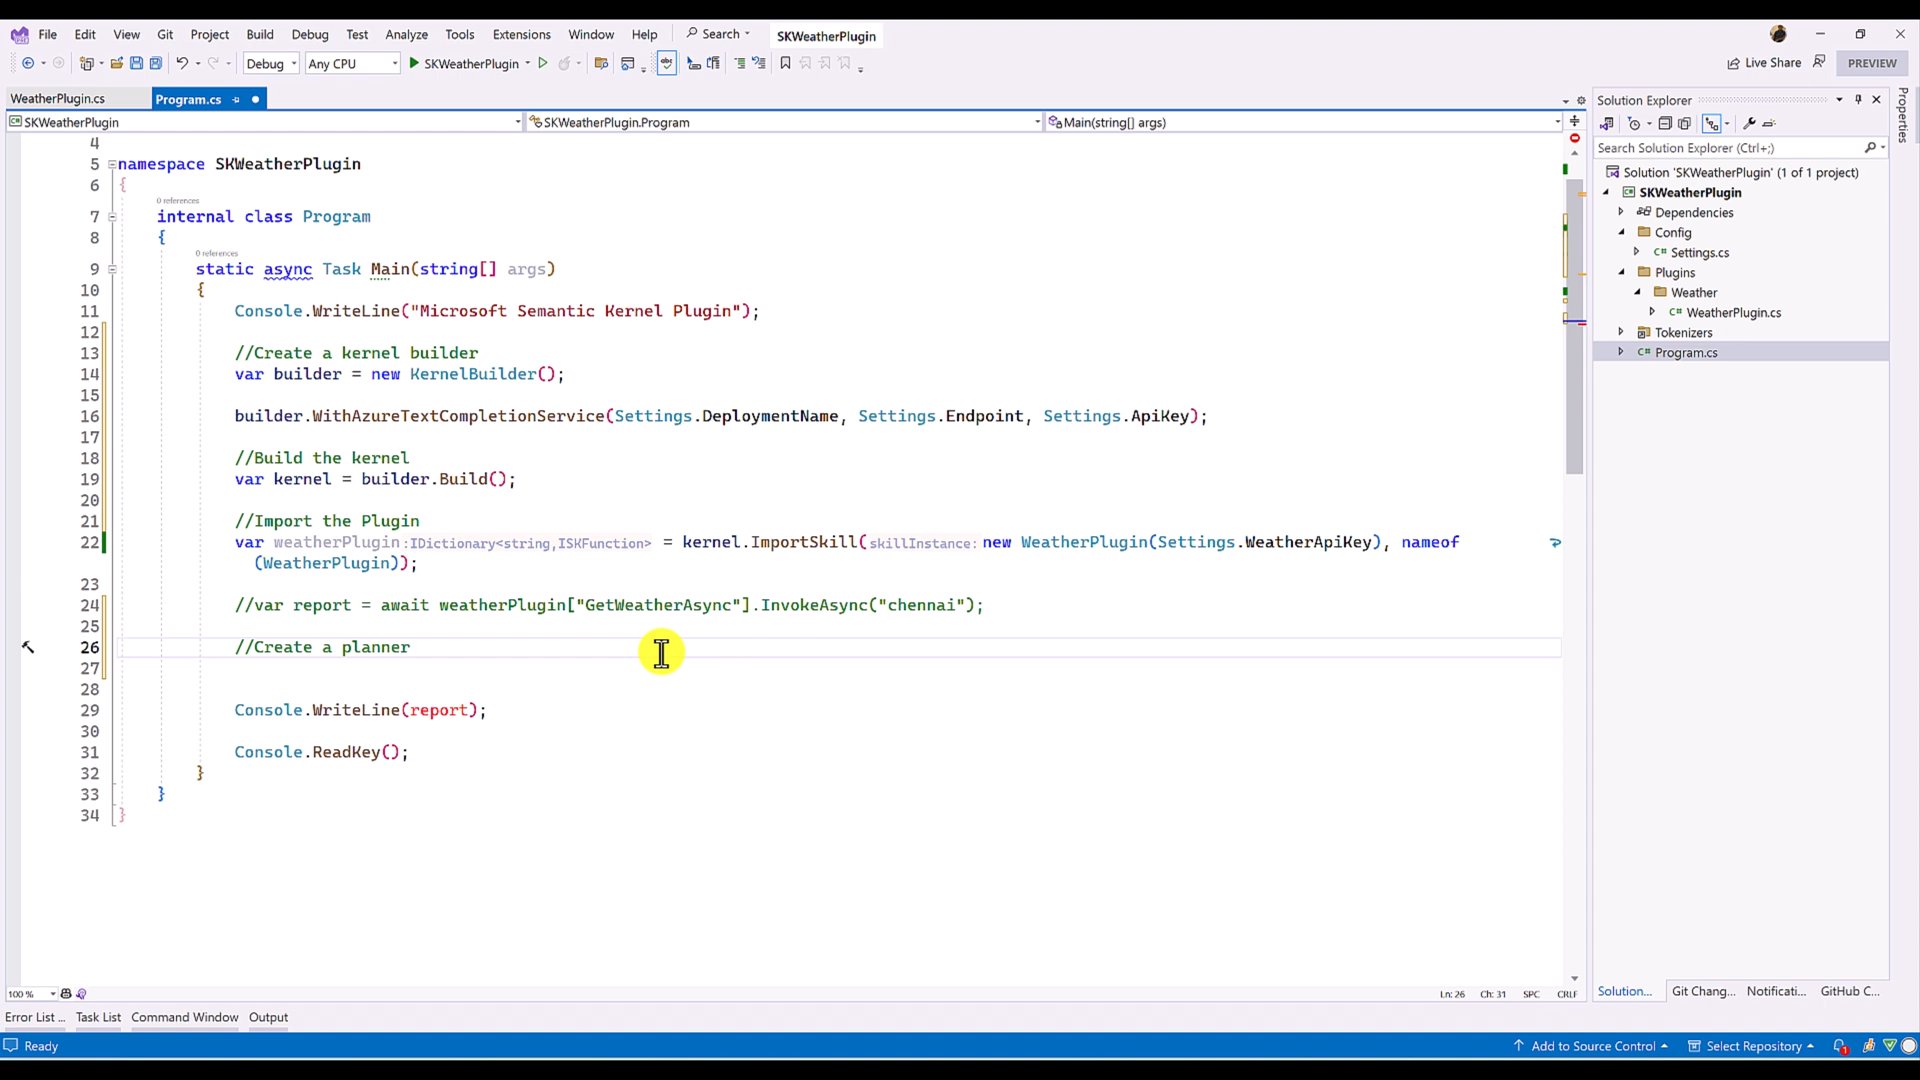 File Edit View Git Project Build Debug Test Analyze Tools Extensions Window Help Search SKWeatherPlugin
Debug Any CPU SKWeatherPlugin Live Share PREVIEW
WeatherPlugin.cs Program.cs
SKWeatherPlugin SKWeatherPlugin.Program Main(string[] args)
4
5 namespace SKWeatherPlugin
6 {
0 references
7 internal class Program
8 {
0 references
9 static async Task Main(string[] args)
10 {
11 Console.WriteLine("Microsoft Semantic Kernel Plugin");
12
13 //Create a kernel builder
14 var builder = new KernelBuilder();
15
16 builder.WithAzureTextCompletionService(Settings.DeploymentName, Settings.Endpoint, Settings.ApiKey);
17
18 //Build the kernel
19 var kernel = builder.Build();
20
21 //Import the Plugin
22 var weatherPlugin:IDictionary<string,ISKFunction> = kernel.ImportSkill(skillInstance: new WeatherPlugin(Settings.WeatherApiKey), nameof
(WeatherPlugin));
23
24 //var report = await weatherPlugin["GetWeatherAsync"].InvokeAsync("chennai");
25
26 //Create a planner
27
28
29 Console.WriteLine(report);
30
31 Console.ReadKey();
32 }
33 }
34 }
100 % Ln: 26 Ch: 31 SPC CRLF
Error List ... Task List Command Window Output
Ready Add to Source Control Select Repository 1
Solution Explorer
Search Solution Explorer (Ctrl+;)
Solution 'SKWeatherPlugin' (1 of 1 project)
SKWeatherPlugin
Dependencies
Config
C# Settings.cs
Plugins
Weather
C# WeatherPlugin.cs
Tokenizers
C# Program.cs
Solution... Git Chang... Notificati... GitHub C...
Properties